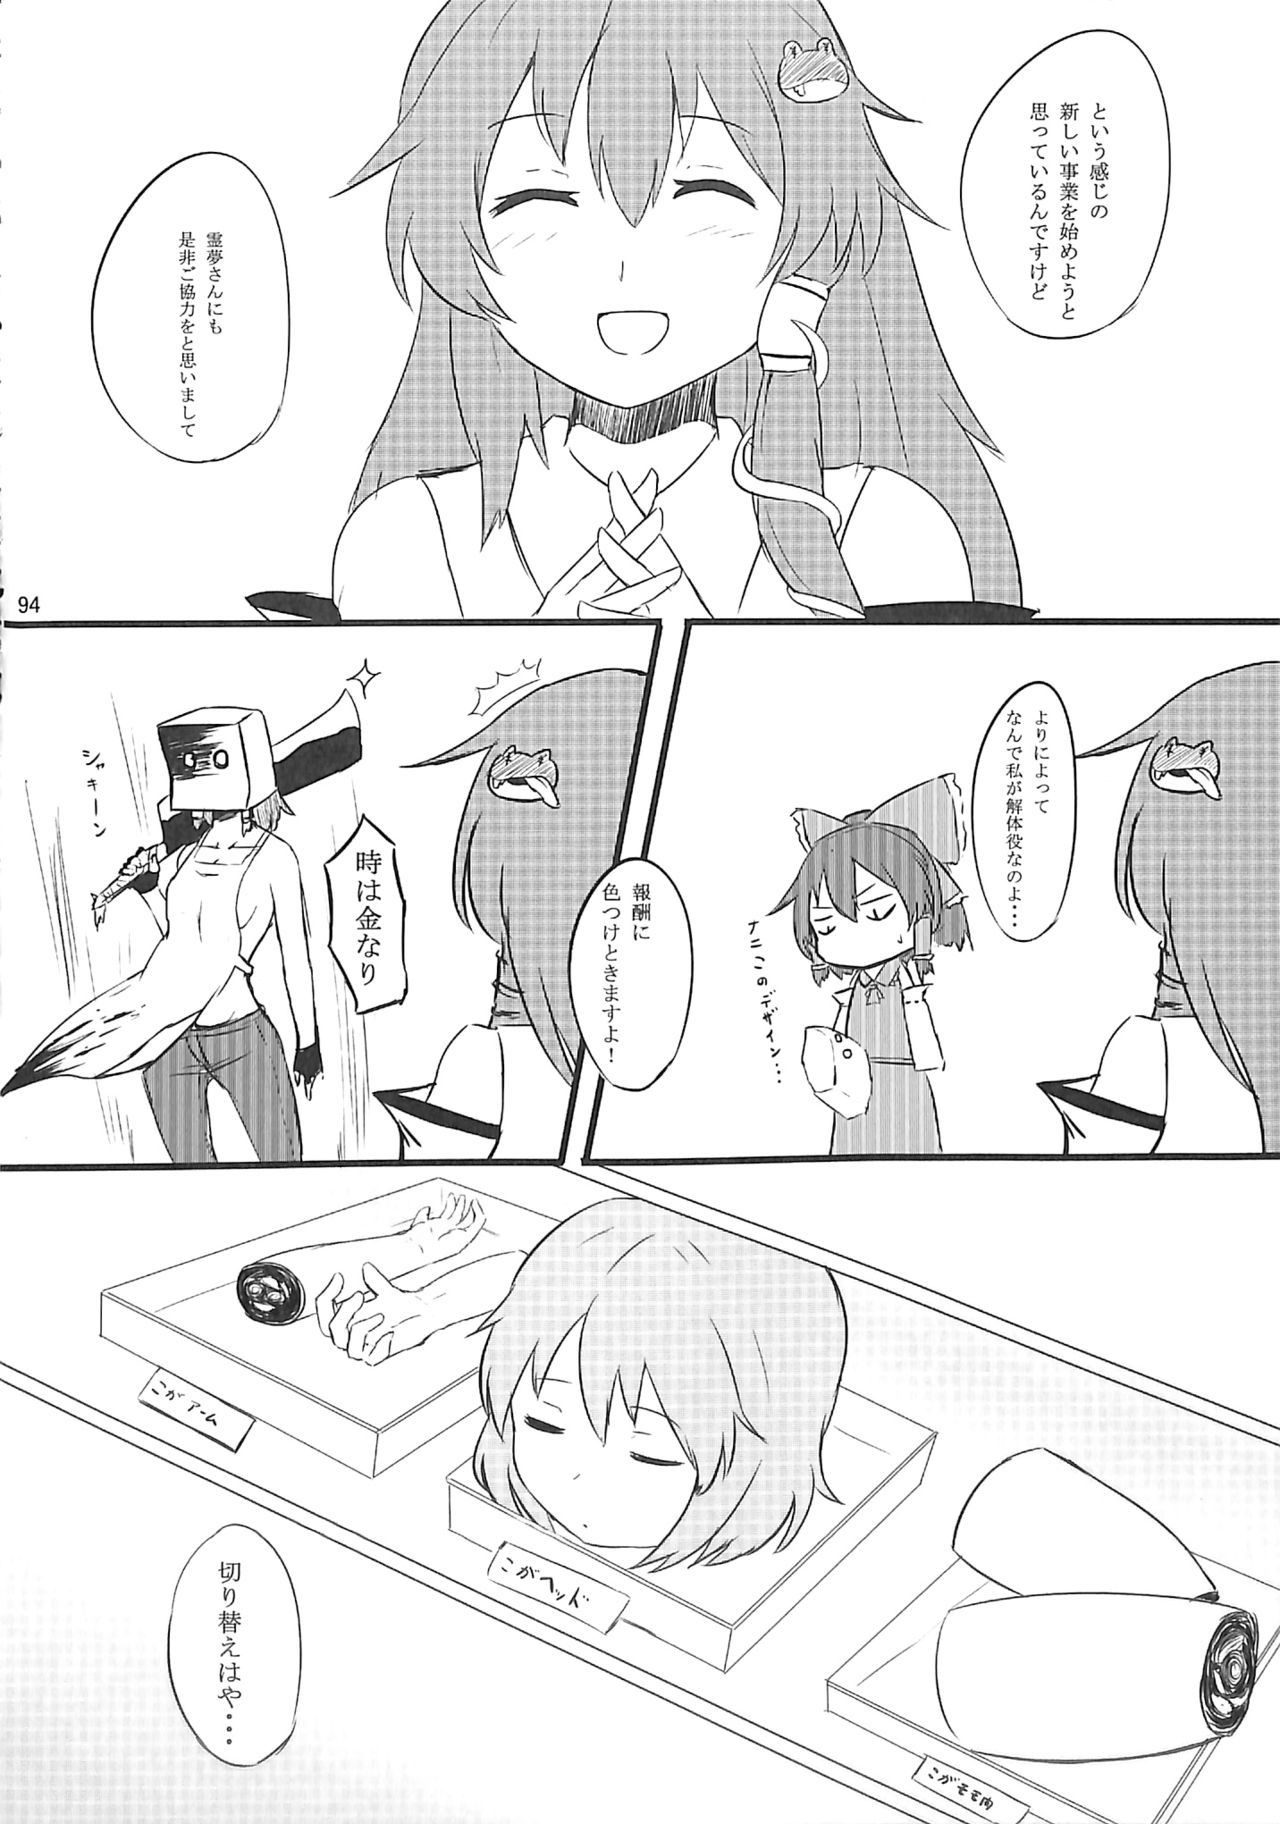 という感じの
新しい事業を始めようと
思っているんですけど
霊夢さんにも
是非ご協力をと思いまして
94
よりによって
なんで私が解体役なのよ・・・
ナニこのデザイン・・・
報酬に
色つけときますよ！
時は金なり
シャキーン
こがアーム
こがヘッド
こがモモ肉
切り替えはや・・・